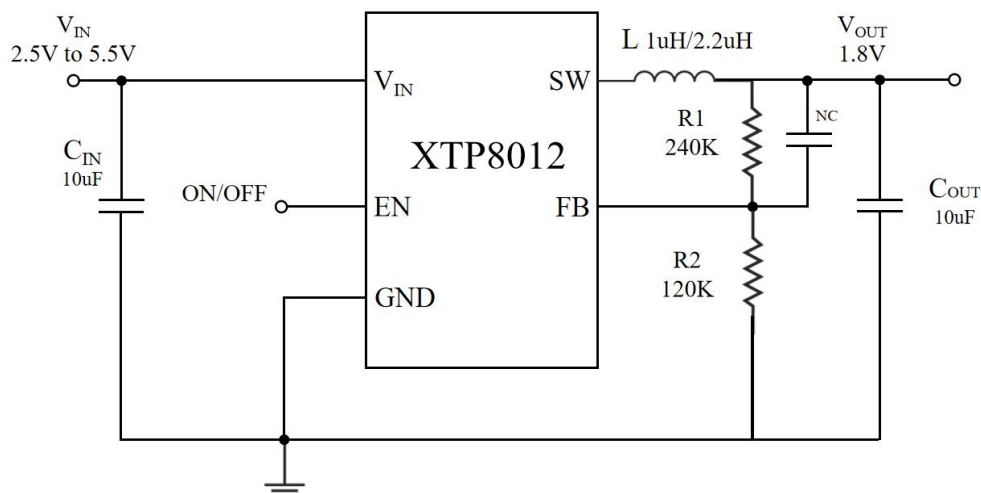 VIN
2.5V to 5.5V
L 1uH/2.2uH
VOUT
1.8V
VIN
SW
R1
240K
NC
XTP8012
CIN
10uF
ON/OFF
EN
FB
COUT
10uF
R2
120K
GND